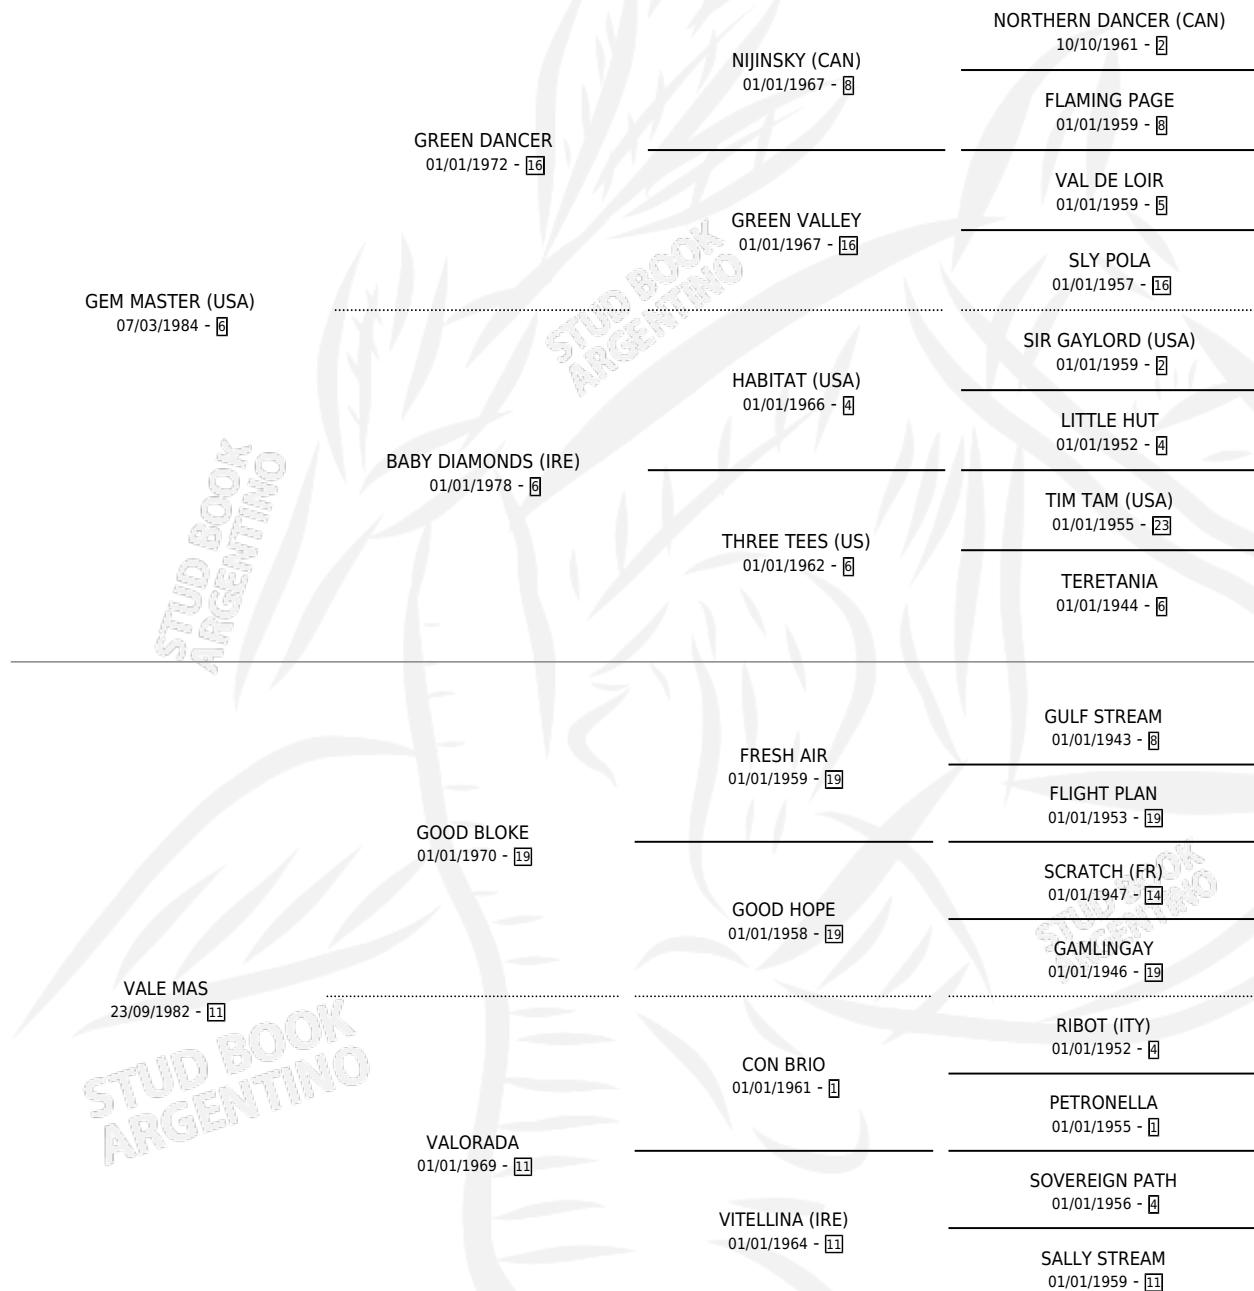 NORTHERN DANCER (CAN)
10/10/1961 - 2
NIJINSKY (CAN)
01/01/1967 - 8
FLAMING PAGE
01/01/1959 - 8
GREEN DANCER
01/01/1972 - 16
VAL DE LOIR
01/01/1959 - 5
GREEN VALLEY
01/01/1967 - 16
SLY POLA
01/01/1957 - 16
STUD BOOK
ARGENTINO
GEM MASTER (USA)
07/03/1984 - 6
SIR GAYLORD (USA)
01/01/1959 - 2
HABITAT (USA)
01/01/1966 - 4
LITTLE HUT
01/01/1952 - 4
BABY DIAMONDS (IRE)
01/01/1978 - 6
TIM TAM (USA)
01/01/1955 - 23
THREE TEES (US)
01/01/1962 - 6
TERETANIA
01/01/1944 - 6
STUD BOOK
ARGENTINO
GULF STREAM
01/01/1943 - 8
FRESH AIR
01/01/1959 - 19
FLIGHT PLAN
01/01/1953 - 19
GOOD BLOKE
01/01/1970 - 19
SCRATCH (FR)
01/01/1947 - 14
GOOD HOPE
01/01/1958 - 19
GAMLINGAY
01/01/1946 - 19
STUD BOOK
ARGENTINO
VALE MAS
23/09/1982 - 11
RIBOT (ITY)
01/01/1952 - 4
CON BRIO
01/01/1961 - 1
PETRONELLA
01/01/1955 - 1
STUD BOOK
ARGENTINO
VALORADA
01/01/1969 - 11
SOVEREIGN PATH
01/01/1956 - 4
VITELLINA (IRE)
01/01/1964 - 11
SALLY STREAM
01/01/1959 - 11